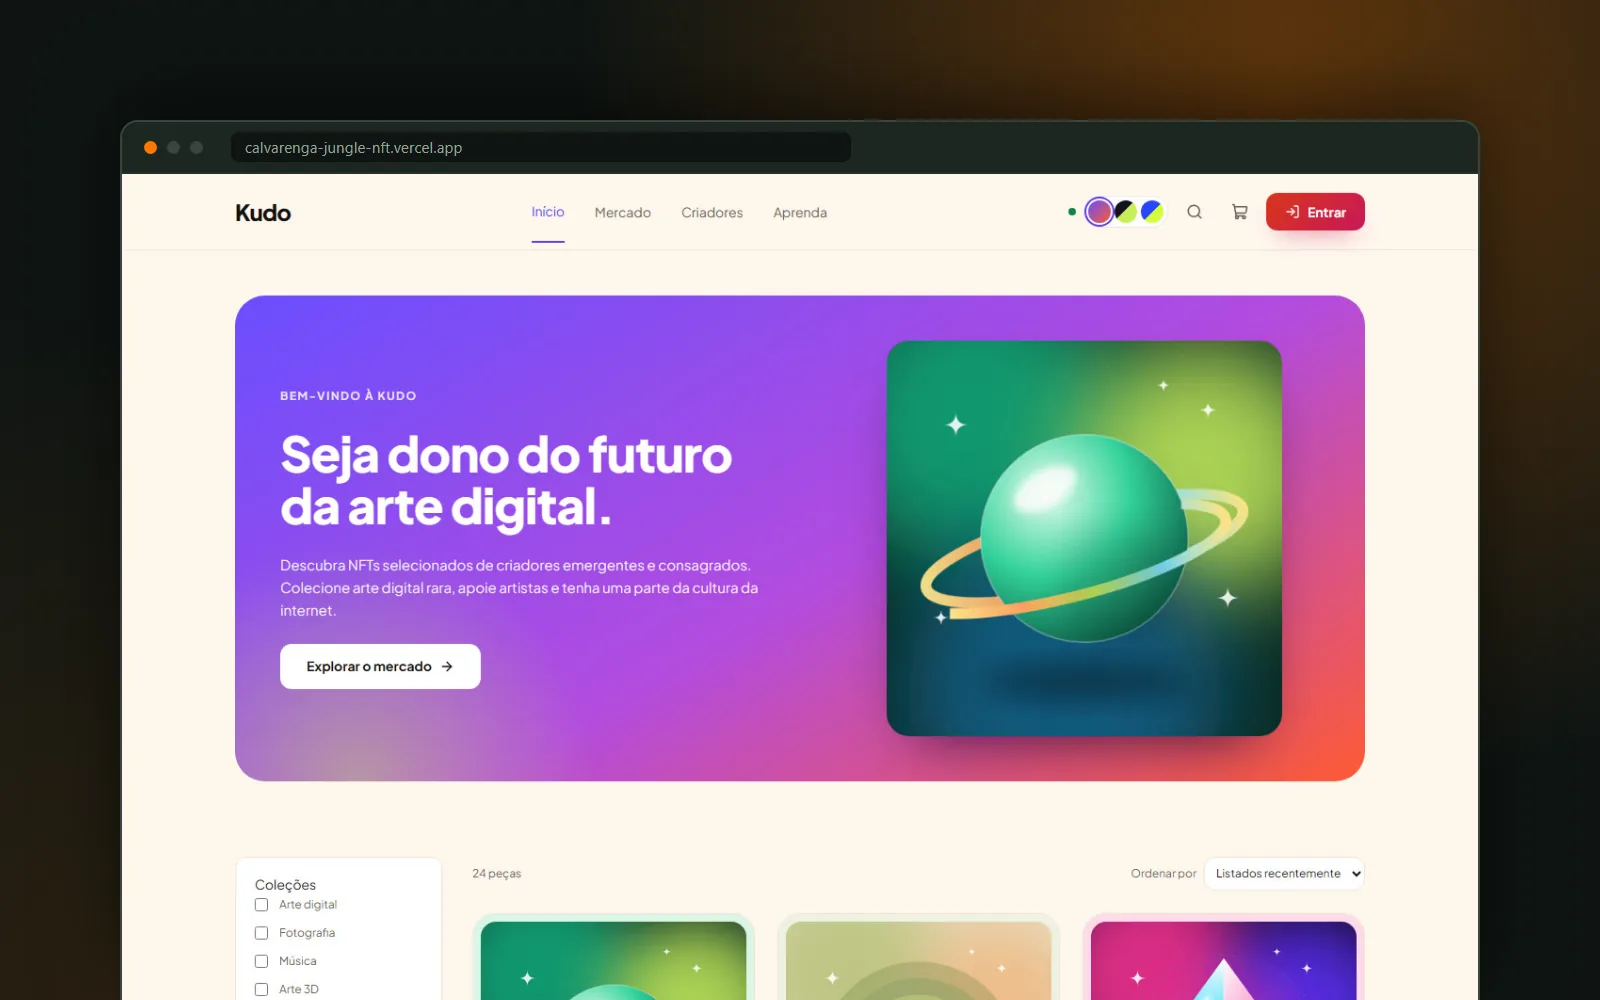 calvarenga-jungle-nft.vercel.app
Kudo
Início
Mercado
Criadores
Aprenda
Entrar
BEM-VINDO À KUDO
Seja dono do futuro
da arte digital.
Descubra NFTs selecionados de criadores emergentes e consagrados.
Colecione arte digital rara, apoie artistas e tenha uma parte da cultura da
internet.
Explorar o mercado
Coleções
Arte digital
Fotografia
Música
Arte 3D
24 peças
Ordenar por
Listados recentemente